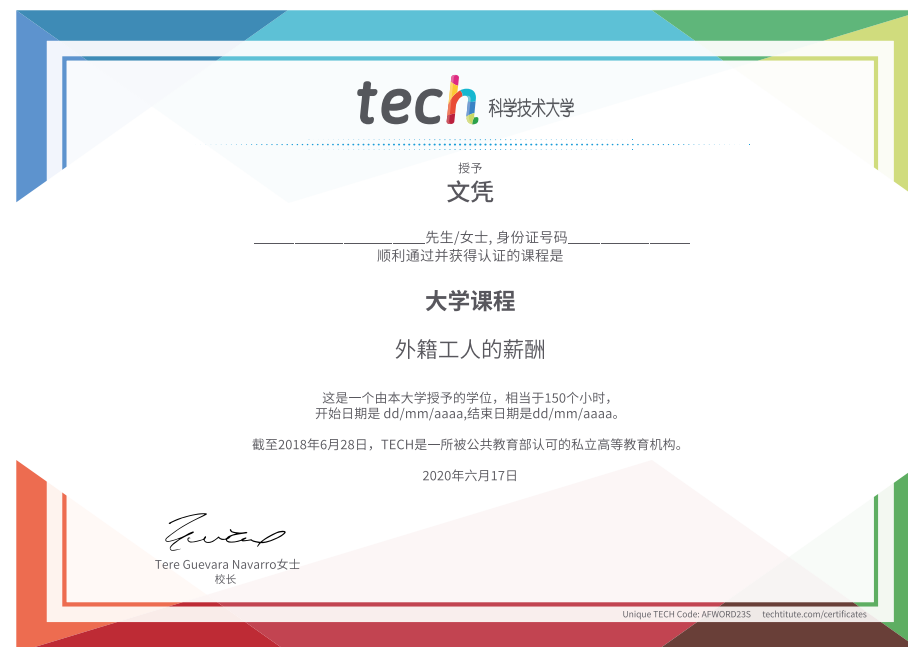 tech 科学技术大学
授予
文凭
____________________先生/女士, 身份证号码______________
顺利通过并获得认证的课程是
大学课程
外籍工人的薪酬
这是一个由本大学授予的学位，相当于150个小时，
开始日期是 dd/mm/aaaa,结束日期是dd/mm/aaaa。
截至2018年6月28日，TECH是一所被公共教育部认可的私立高等教育机构。
2020年六月17日
Tere Guevara Navarro女士
校长
Unique TECH Code: AFWORD23S techtitute.com/certificates